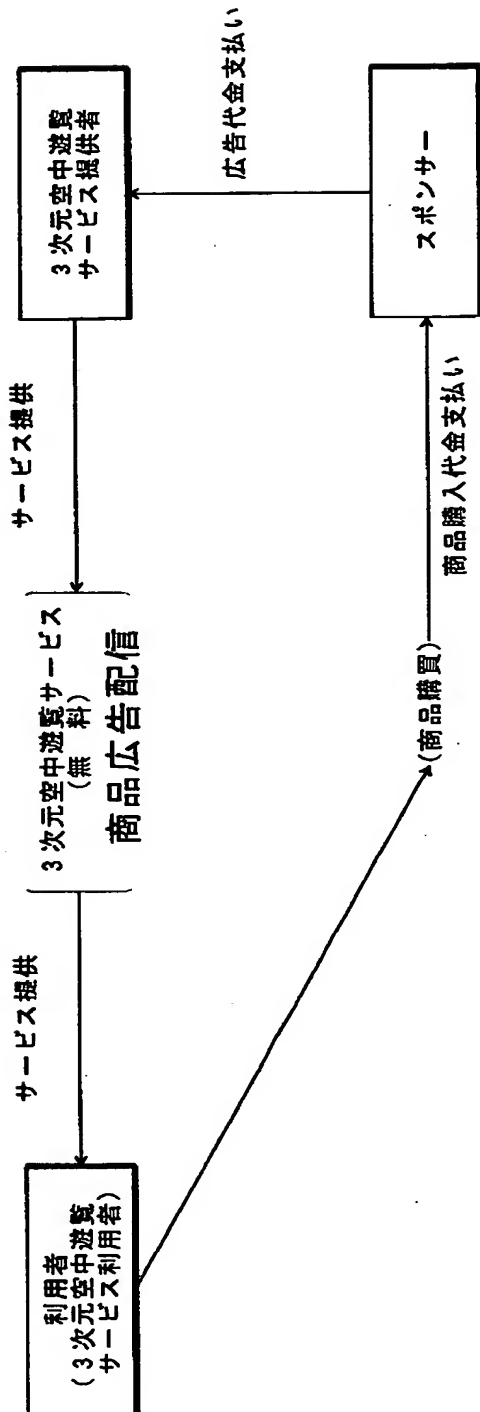 利用者
(3次元空中遊覧
サービス利用者)
サービス提供
3次元空中遊覧サービス
(無 料)
商品広告配信
サービス提供
3次元空中遊覧
サービス提供者
広告代金支払い
スポンサー
商品購入代金支払い
(商品購買)